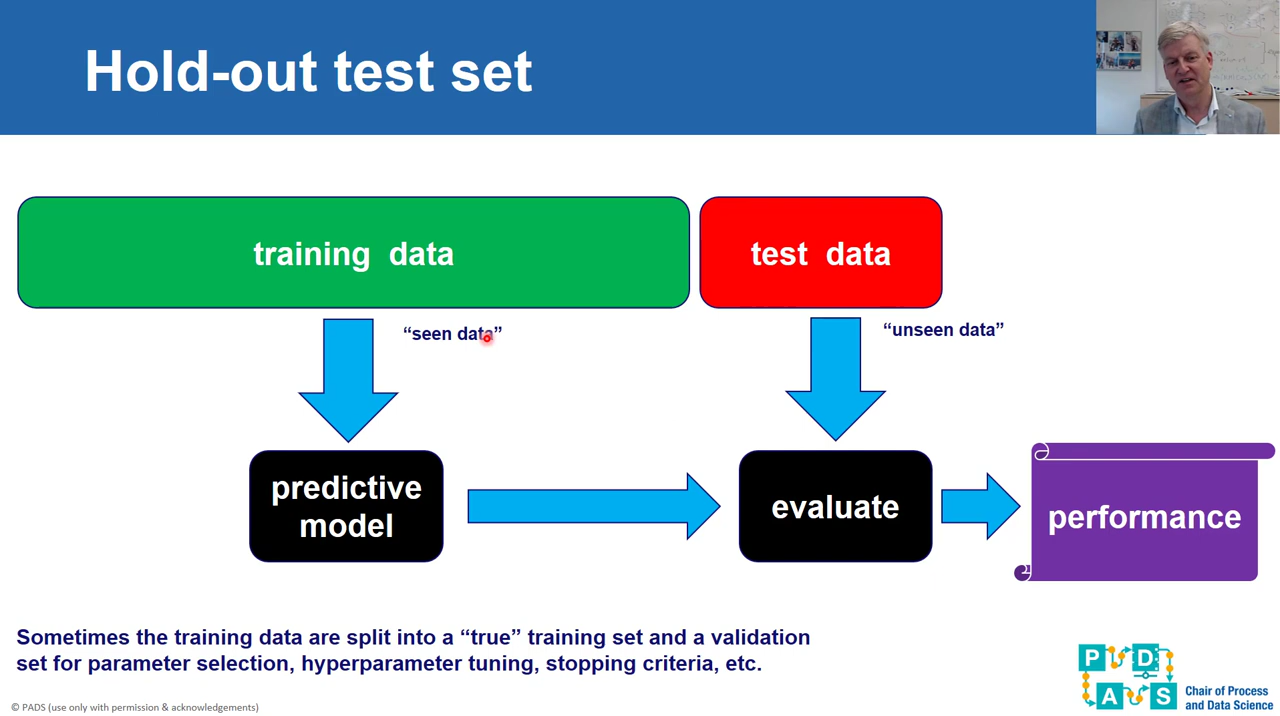 Hold-out test set
training data
test data
“seen data”
“unseen data”
predictive
model
evaluate
performance
Sometimes the training data are split into a “true” training set and a validation
set for parameter selection, hyperparameter tuning, stopping criteria, etc.
P D
A S
Chair of Process
and Data Science
© PADS (use only with permission & acknowledgements)